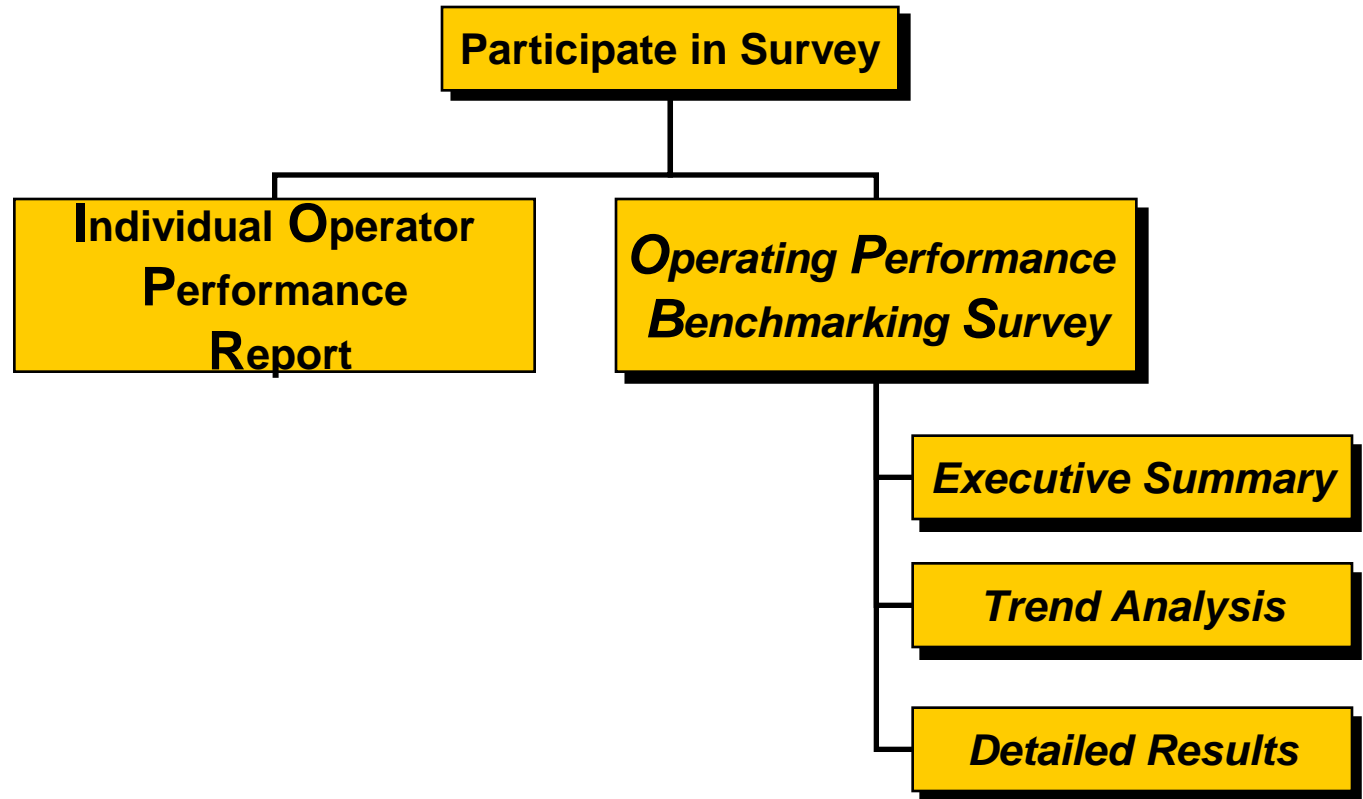 Participate in Survey
Individual Operator
Performance
Report
Operating Performance
Benchmarking Survey
Executive Summary
Trend Analysis
Detailed Results